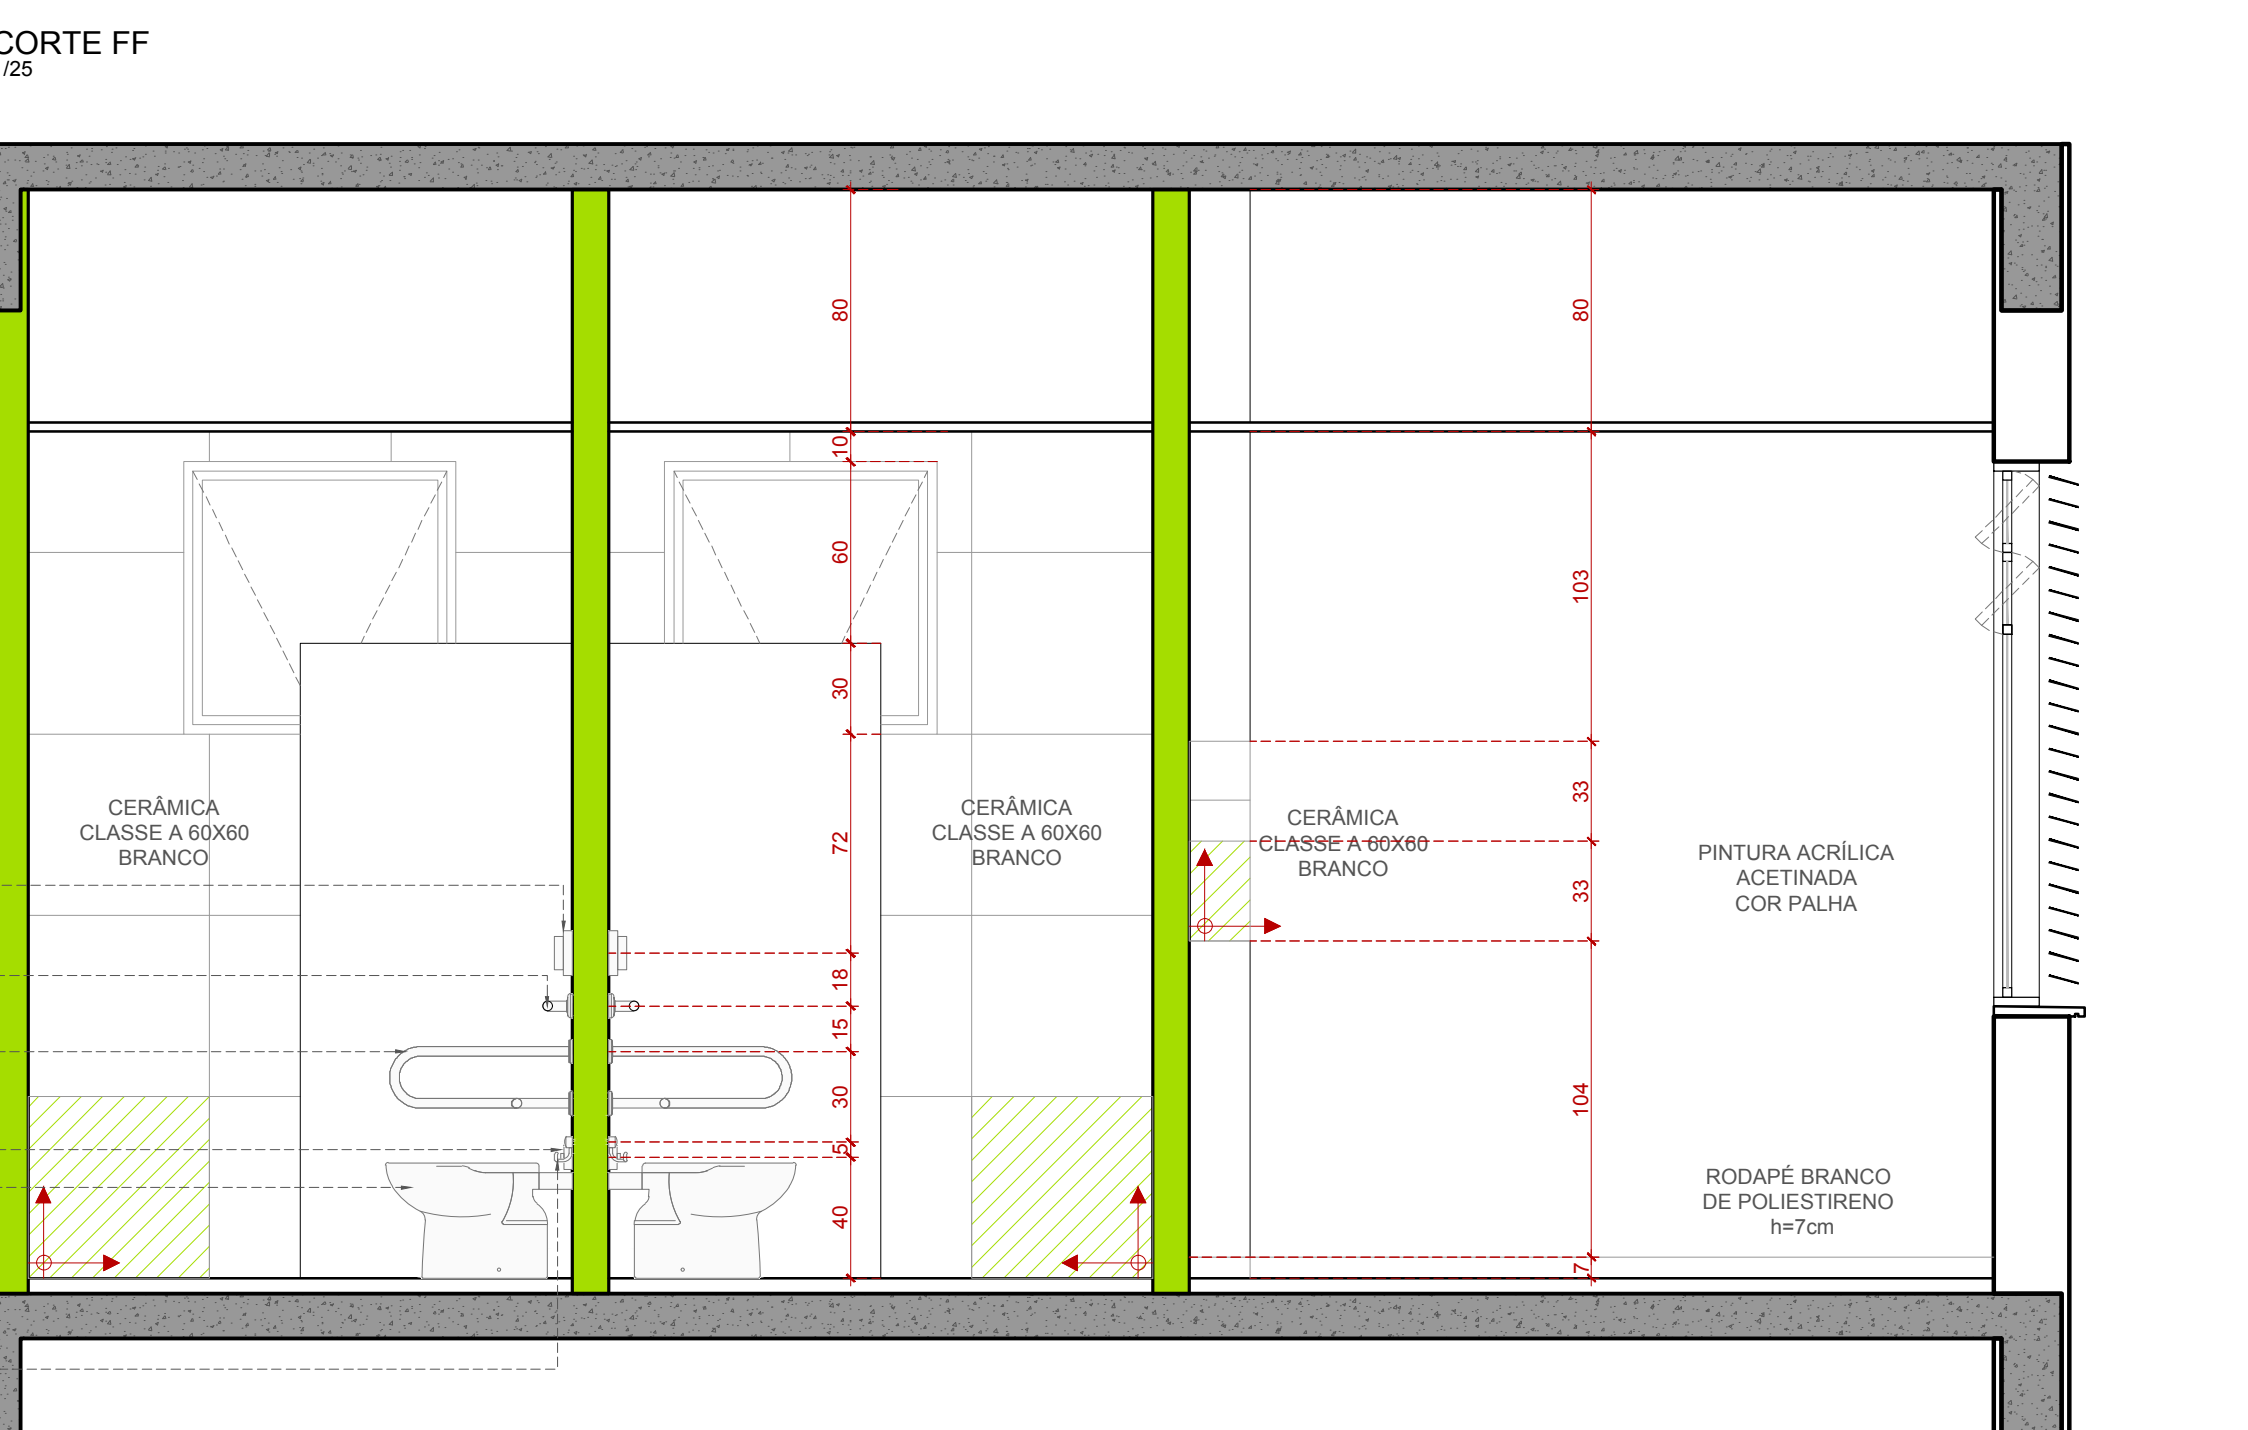 CORTE FF
/25
80
80
10
60
103
30
33
CERÂMICA
CLASSE A 60X60
BRANCO
CERÂMICA
CLASSE A 60X60
BRANCO
CERÂMICA
CLASSE A 60X60
BRANCO
72
33
PINTURA ACRÍLICA
ACETINADA
COR PALHA
18
15
30
104
5
40
RODAPÉ BRANCO
DE POLIESTIRENO
h=7cm
7